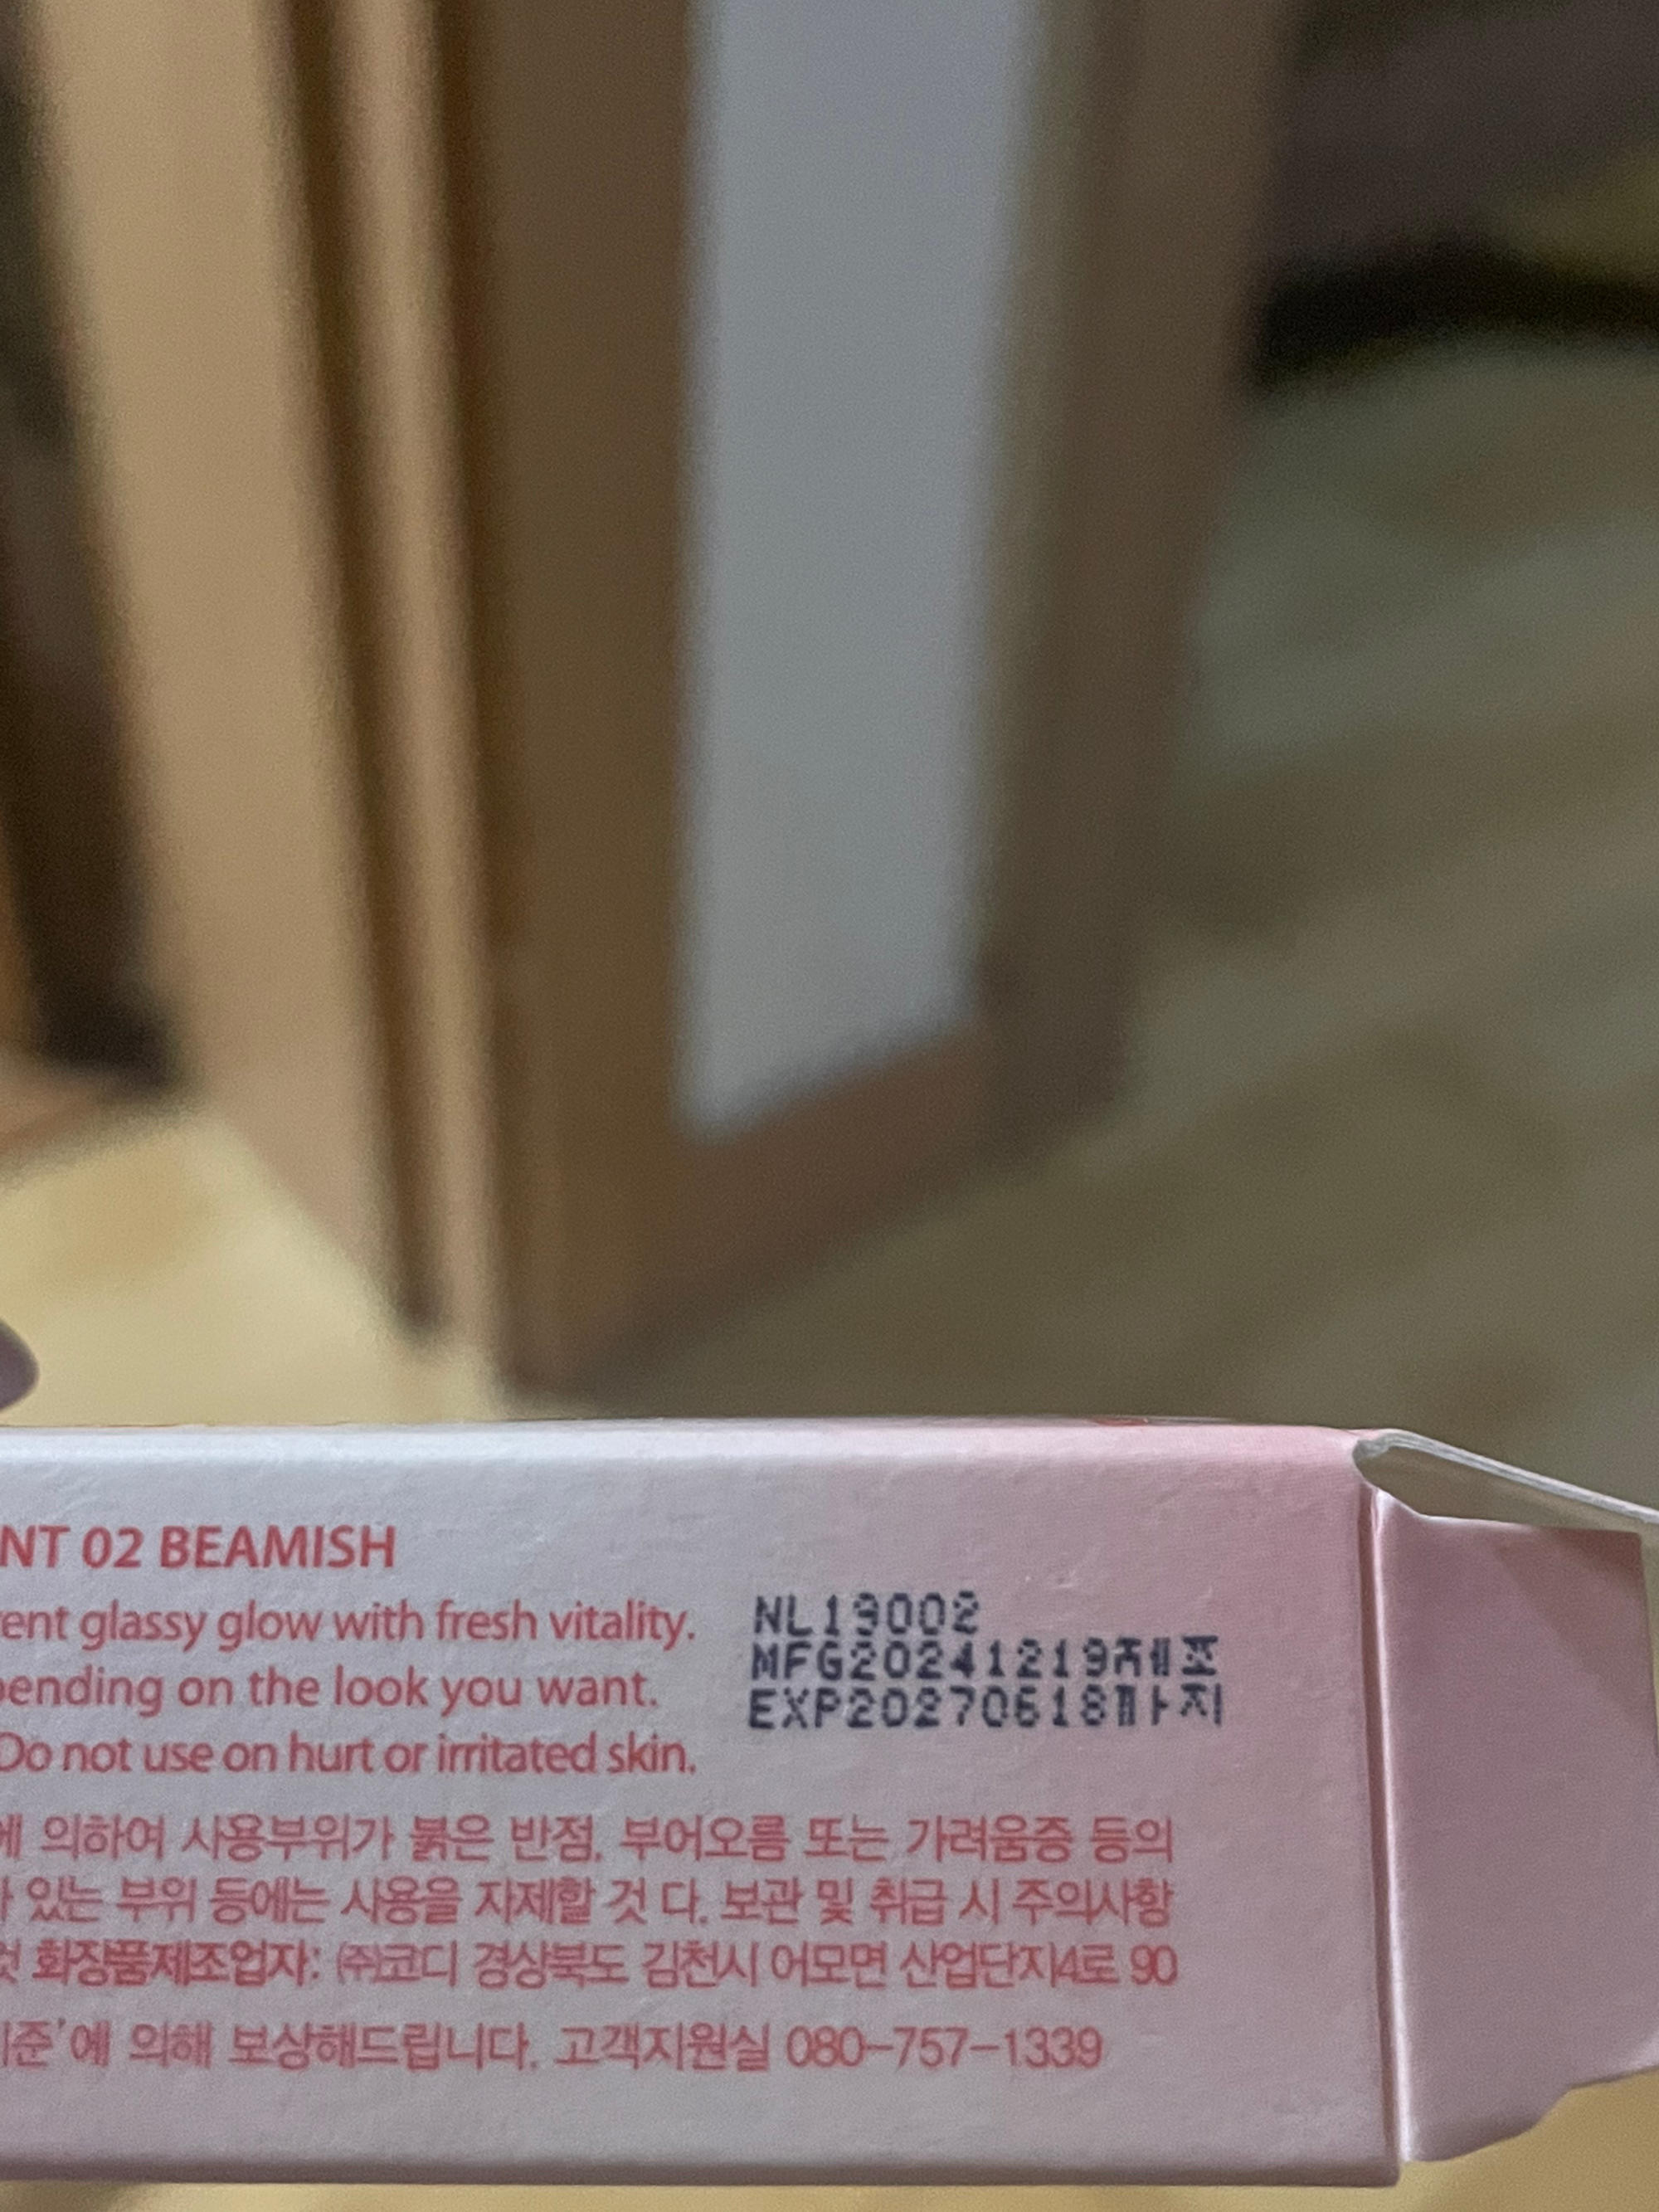 NT 02 BEAMISH
ent glassy glow with fresh vitality.
ending on the look you want.
Do not use on hurt or irritated skin.
NL19002
MFG20241219제조
EXP20270618까지
에 의하여 사용부위가 붉은 반점, 부어오름 또는 가려움증 등의
있는 부위 등에는 사용을 자제할 것 다. 보관 및 취급 시 주의사항
것 화장품제조업자: ㈜코디 경상북도 김천시 어모면 산업단지4로 90
기준'에 의해 보상해드립니다. 고객지원실 080-757-1339